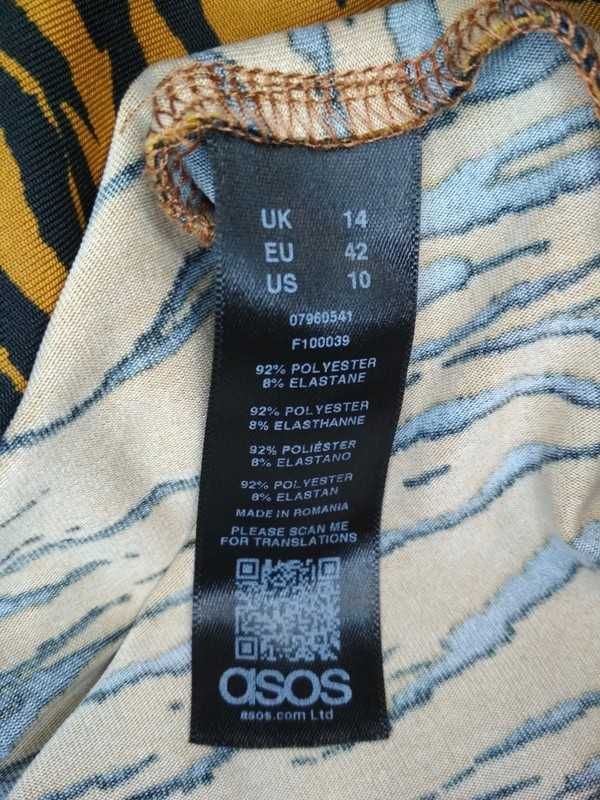 UK 14
EU 42
US 10
07960541
F100039
92% POLYESTER
8% ELASTANE
92% POLYESTER
8% ELASTHANNE
92% POLIÉSTER
8% ELASTANO
92% POLYESTER
8% ELASTAN
MADE IN ROMANIA
PLEASE SCAN ME
FOR TRANSLATIONS
asos
asos.com Ltd